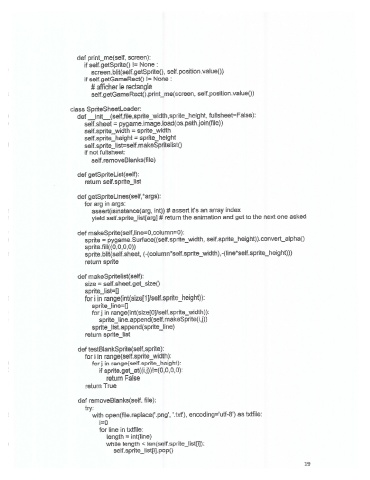 def print_me(self, screen):
if self.getSprite() != None :
screen.blit(self.getSprite(), self.position.value())
if self.getGameRect() != None :
# afficher le rectangle
self.getGameRect().print_me(screen, self.position.value())
class SpriteSheetLoader:
def __init__(self,file,sprite_width,sprite_height, fullsheet=False):
self.sheet = pygame.image.load(os.path.join(file))
self.sprite_width = sprite_width
self.sprite_height = sprite_height
self.sprite_list=self.makeSpritelist()
if not fullsheet:
self.removeBlanks(file)
def getSpriteList(self):
return self.sprite_list
def getSpriteLines(self,*args):
for arg in args:
assert(isinstance(arg, int)) # assert it's an array index
yield self.sprite_list[arg] # return the animation and got to the next one asked
def makeSprite(self,line=0,column=0):
sprite = pygame.Surface((self.sprite_width, self.sprite_height)).convert_alpha()
sprite.fill((0,0,0,0))
sprite.blit(self.sheet, (-(column*self.sprite_width),-(line*self.sprite_height)))
return sprite
def makeSpritelist(self):
size = self.sheet.get_size()
sprite_list=[]
for i in range(int(size[1]/self.sprite_height)):
sprite_line=[]
for j in range(int(size[0]/self.sprite_width)):
sprite_line.append(self.makeSprite(i,j))
sprite_list.append(sprite_line)
return sprite_list
def testBlankSprite(self,sprite):
for i in range(self.sprite_width):
for j in range(self.sprite_height):
if sprite.get_at((i,j))!=(0,0,0,0):
return False
return True
def removeBlanks(self, file):
try:
with open(file.replace('.png', '.txt'), encoding='utf-8') as txtfile:
i=0
for line in txtfile:
length = int(line)
while length < len(self.sprite_list[i]):
self.sprite_list[i].pop()
19